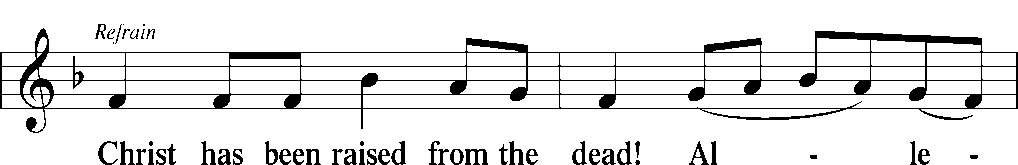 Refrain
Christ has been raised from the dead! Al - le -